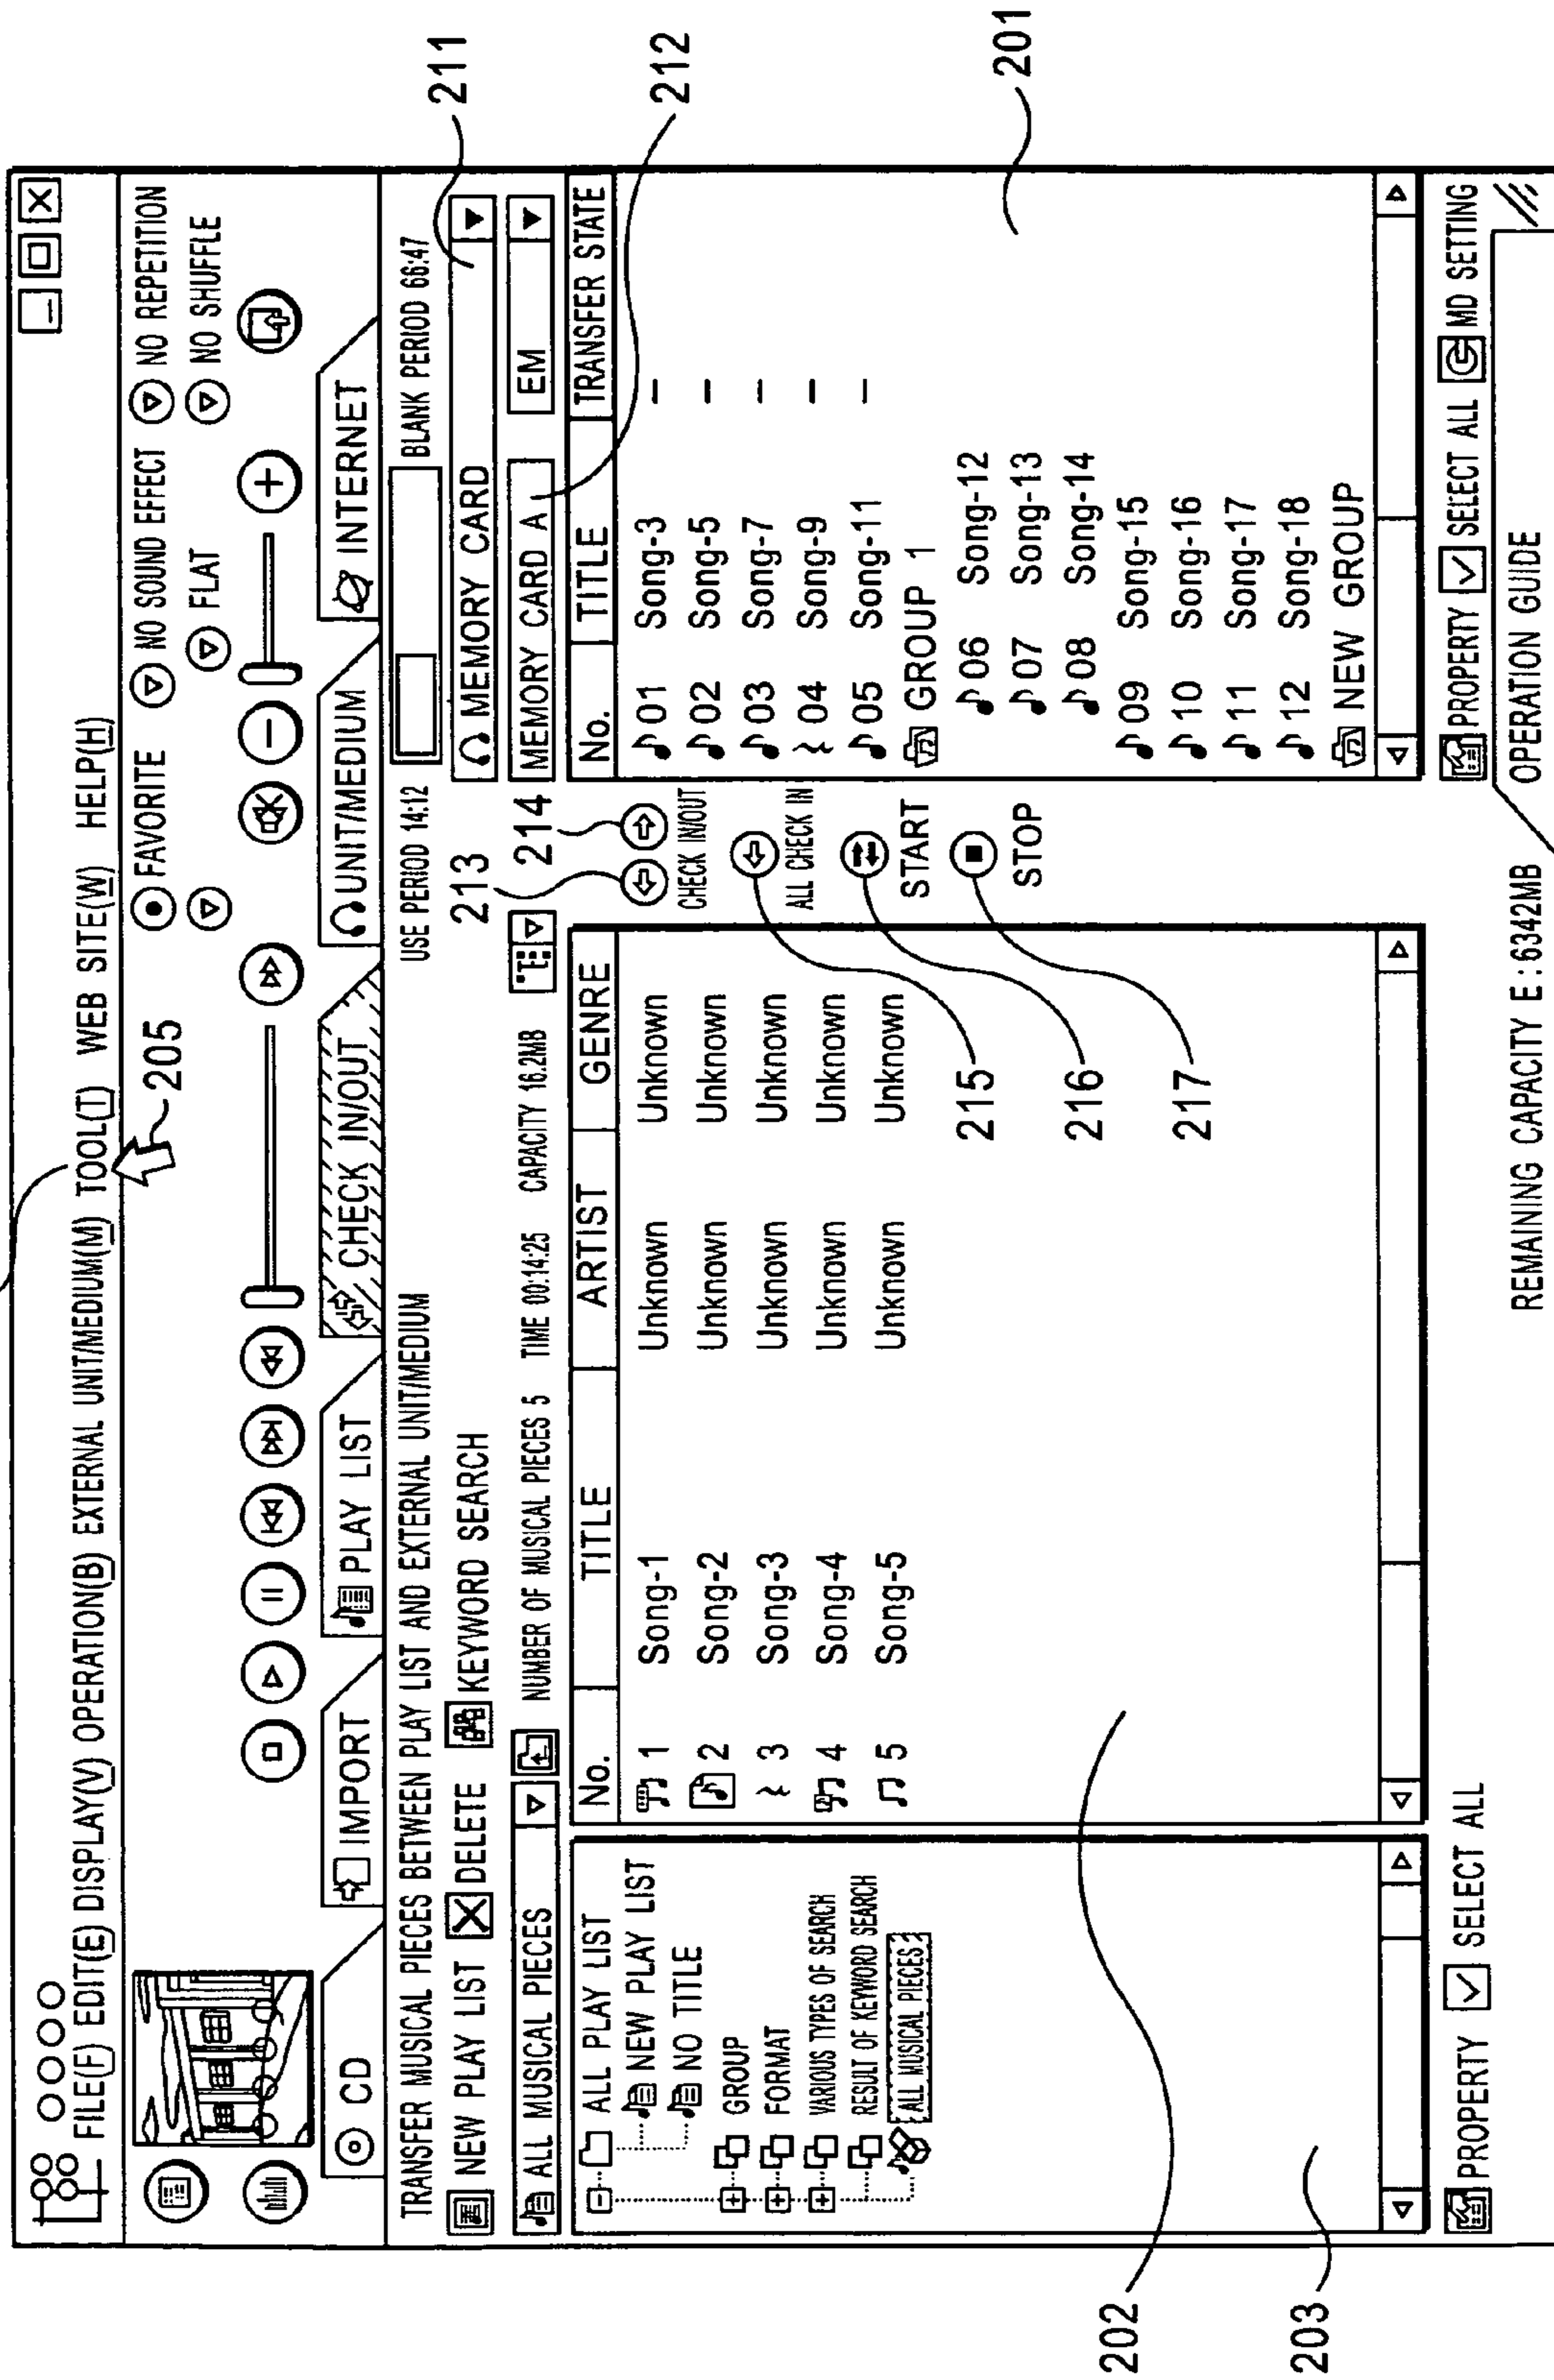 ○○○○
FILE(F) EDIT(E) DISPLAY(V) OPERATION(B) EXTERNAL UNIT/MEDIUM(M) TOOL(T) WEB SITE(W) HELP(H)
205
FAVORITE NO SOUND EFFECT NO REPETITION
FLAT NO SHUFFLE
CD IMPORT PLAY LIST CHECK IN/OUT UNIT/MEDIUM INTERNET
TRANSFER MUSICAL PIECES BETWEEN PLAY LIST AND EXTERNAL UNIT/MEDIUM
USE PERIOD 14:12 BLANK PERIOD 66:47
211
NEW PLAY LIST DELETE KEYWORD SEARCH
213
MEMORY CARD
ALL MUSICAL PIECES NUMBER OF MUSICAL PIECES 5 TIME 00:14:25 CAPACITY 16.2MB
214
MEMORY CARD A EM
212
ALL PLAY LIST
NEW PLAY LIST
NO TITLE
GROUP
FORMAT
VARIOUS TYPES OF SEARCH
RESULT OF KEYWORD SEARCH
ALL MUSICAL PIECES
No. TITLE ARTIST GENRE
1 Song-1 Unknown Unknown
2 Song-2 Unknown Unknown
3 Song-3 Unknown Unknown
4 Song-4 Unknown Unknown
5 Song-5 Unknown Unknown
CHECK IN/OUT
ALL CHECK IN
START
STOP
215
216
217
No. TITLE TRANSFER STATE
01 Song-3 –
02 Song-5 –
03 Song-7 –
04 Song-9 –
05 Song-11 –
GROUP 1
06 Song-12
07 Song-13
08 Song-14
09 Song-15
10 Song-16
11 Song-17
12 Song-18
NEW GROUP
201
202
203
PROPERTY SELECT ALL
PROPERTY SELECT ALL MD SETTING
REMAINING CAPACITY E:6342MB OPERATION GUIDE